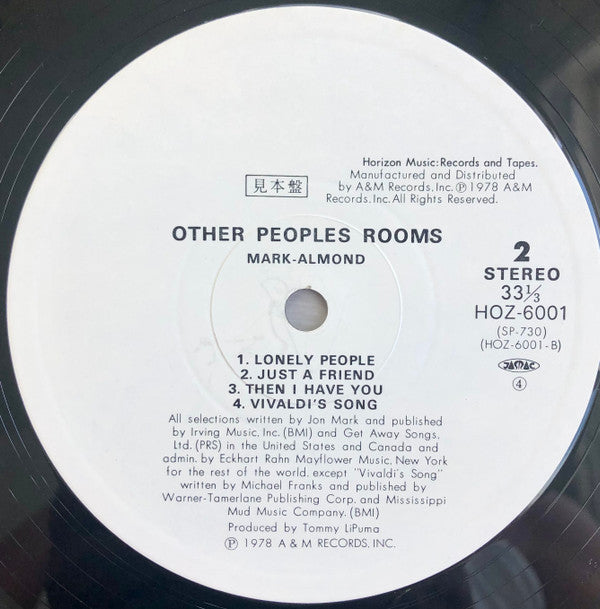 Horizon Music:Records and Tapes.
Manufactured and Distributed
by A&M Records.Inc.Ⓟ1978 A&M
Records.Inc.All Rights Reserved.
見本盤
OTHER PEOPLES ROOMS
MARK-ALMOND
2
STEREO
33⅓
HOZ-6001
(SP-730)
(HOZ-6001-B)
JASRAC
④
1. LONELY PEOPLE
2. JUST A FRIEND
3. THEN I HAVE YOU
4. VIVALDI'S SONG
All selections written by Jon Mark and published
by Irving Music.Inc.(BMI) and Get Away Songs.
Ltd.(PRS) in the United States and Canada and
admin. by Eckhart Rahn Mayflower Music. New York
for the rest of the world. except "Vivaldi's Song"
written by Michael Franks and published by
Warner-Tamerlane Publishing Corp. and Mississippi
Mud Music Company.(BMI)
Produced by Tommy LiPuma
Ⓟ 1978 A & M RECORDS. INC.